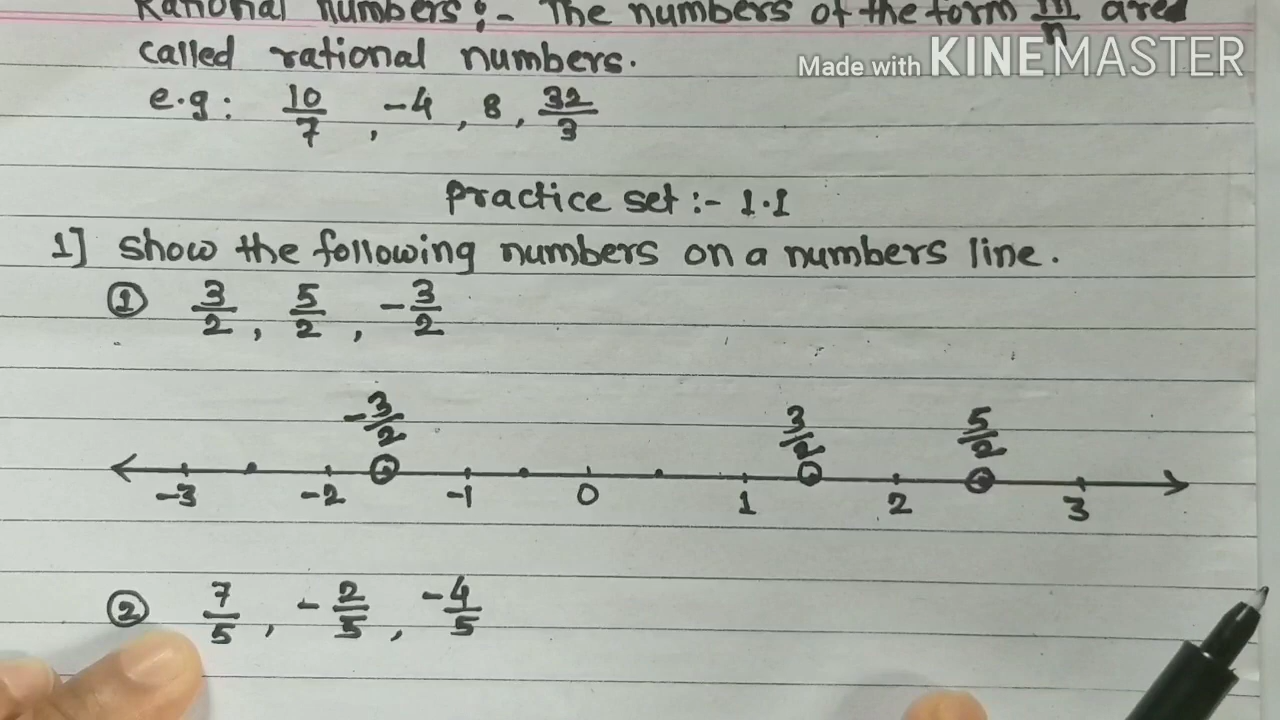 Rational numbers :- The numbers of the form m/n are
called rational numbers.
Made with KINEMASTER
e.g: 10/7, -4, 8, 32/3
practice set :- 1.1
1] show the following numbers on a numbers line.
① 3/2, 5/2, -3/2
-3/2 3/2 5/2
-3 -2 -1 0 1 2 3
② 7/5, -2/5, -4/5